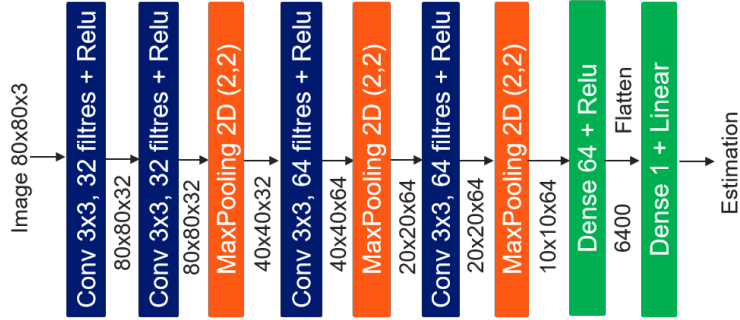 Image 80x80x3
Conv 3x3, 32 filtres + Relu
80x80x32
Conv 3x3, 32 filtres + Relu
80x80x32
MaxPooling 2D (2,2)
40x40x32
Conv 3x3, 64 filtres + Relu
40x40x64
MaxPooling 2D (2,2)
20x20x64
Conv 3x3, 64 filtres + Relu
20x20x64
MaxPooling 2D (2,2)
10x10x64
Dense 64 + Relu
Flatten
6400
Dense 1 + Linear
Estimation